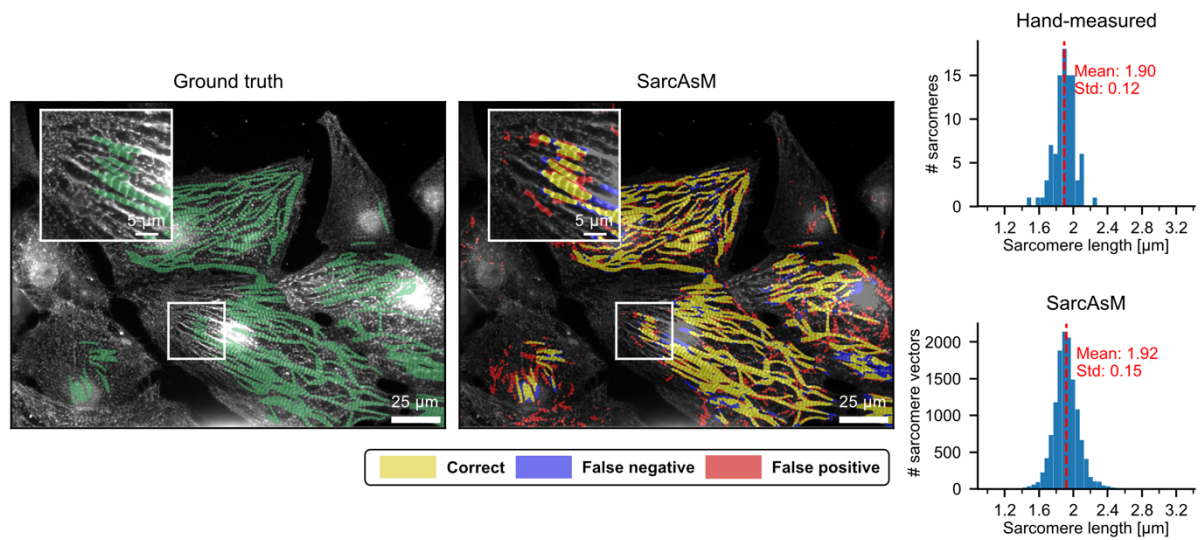 Ground truth
5 µm
25 µm
SarcAsM
5 µm
25 µm
Correct
False negative
False positive
Hand-measured
# sarcomeres
15
10
5
0
Mean: 1.90
Std: 0.12
1.2 1.6 2 2.4 2.8 3.2
Sarcomere length [µm]
SarcAsM
# sarcomere vectors
2000
1500
1000
500
0
Mean: 1.92
Std: 0.15
1.2 1.6 2 2.4 2.8 3.2
Sarcomere length [µm]